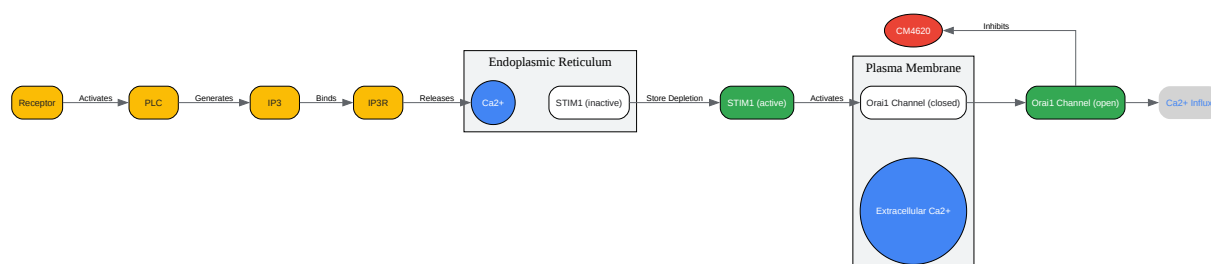 CM4620
Inhibits
Endoplasmic Reticulum
Plasma Membrane
Receptor
Activates
PLC
Generates
IP3
Binds
IP3R
Releases
Ca2+
STIM1 (inactive)
Store Depletion
STIM1 (active)
Activates
Orai1 Channel (closed)
Orai1 Channel (open)
Ca2+ Influx
Extracellular Ca2+